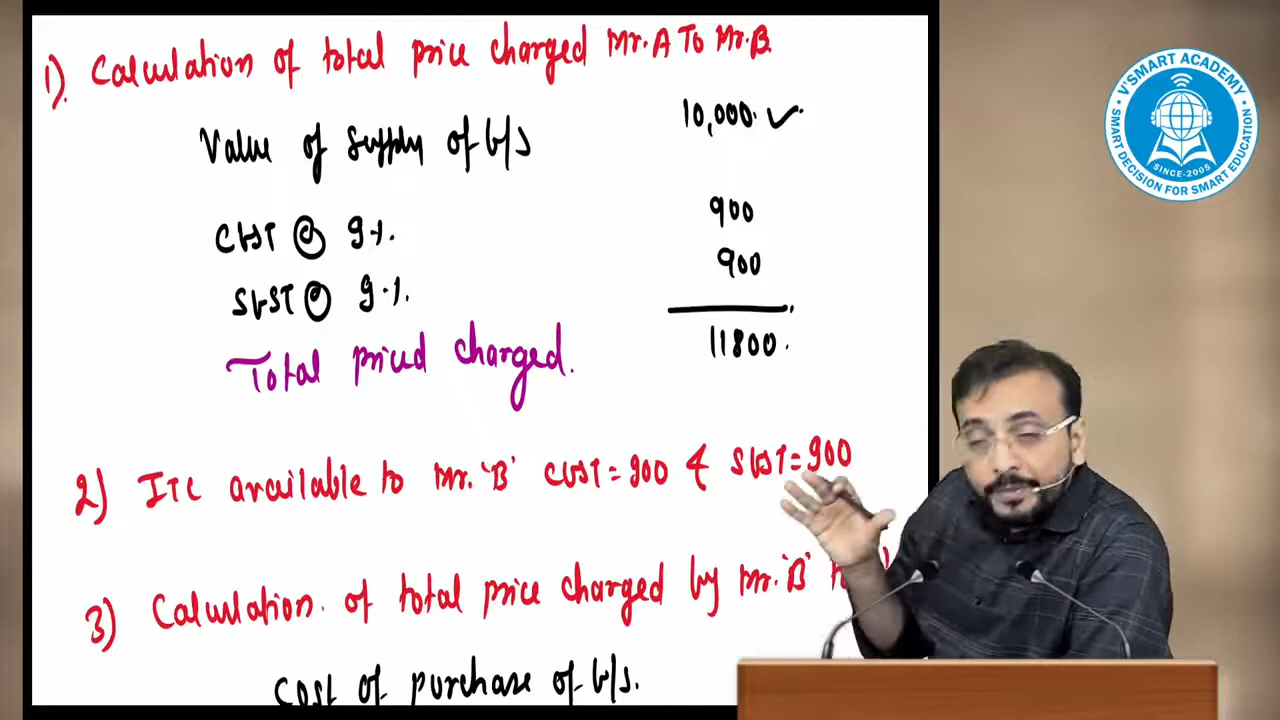 1). Calculation of total price charged Mr. A To Mr. B.
Value of supply of G/S 10,000. ✓
CGST @ 9%. 900
SGST @ 9%. 900
11800.
Total priced charged.
2) ITC available to Mr. 'B' CGST = 900 & SGST = 900
3) Calculation. of total price charged by Mr. 'B'
Cost of purchase of G/S.
V'SMART ACADEMY
SINCE-2005
SMART DECISION FOR SMART EDUCATION